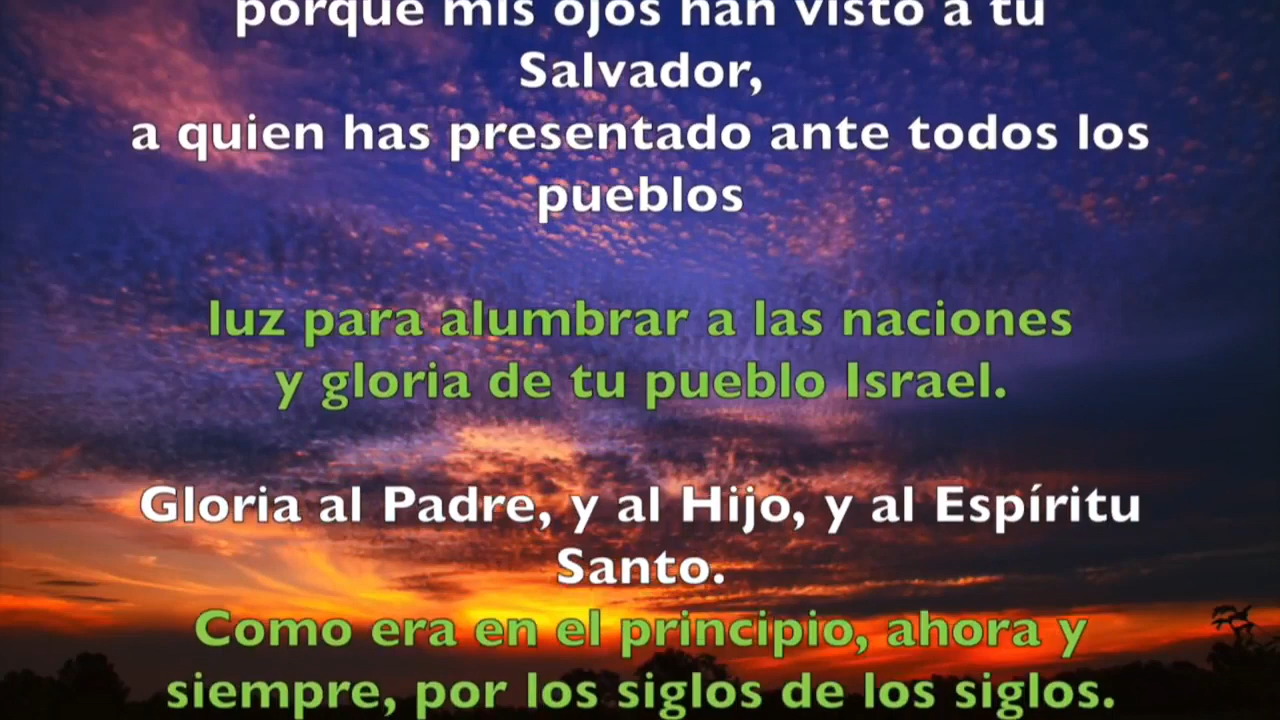 porque mis ojos han visto a tu
Salvador,
a quien has presentado ante todos los
pueblos
luz para alumbrar a las naciones
y gloria de tu pueblo Israel.
Gloria al Padre, y al Hijo, y al Espíritu
Santo.
Como era en el principio, ahora y
siempre, por los siglos de los siglos.